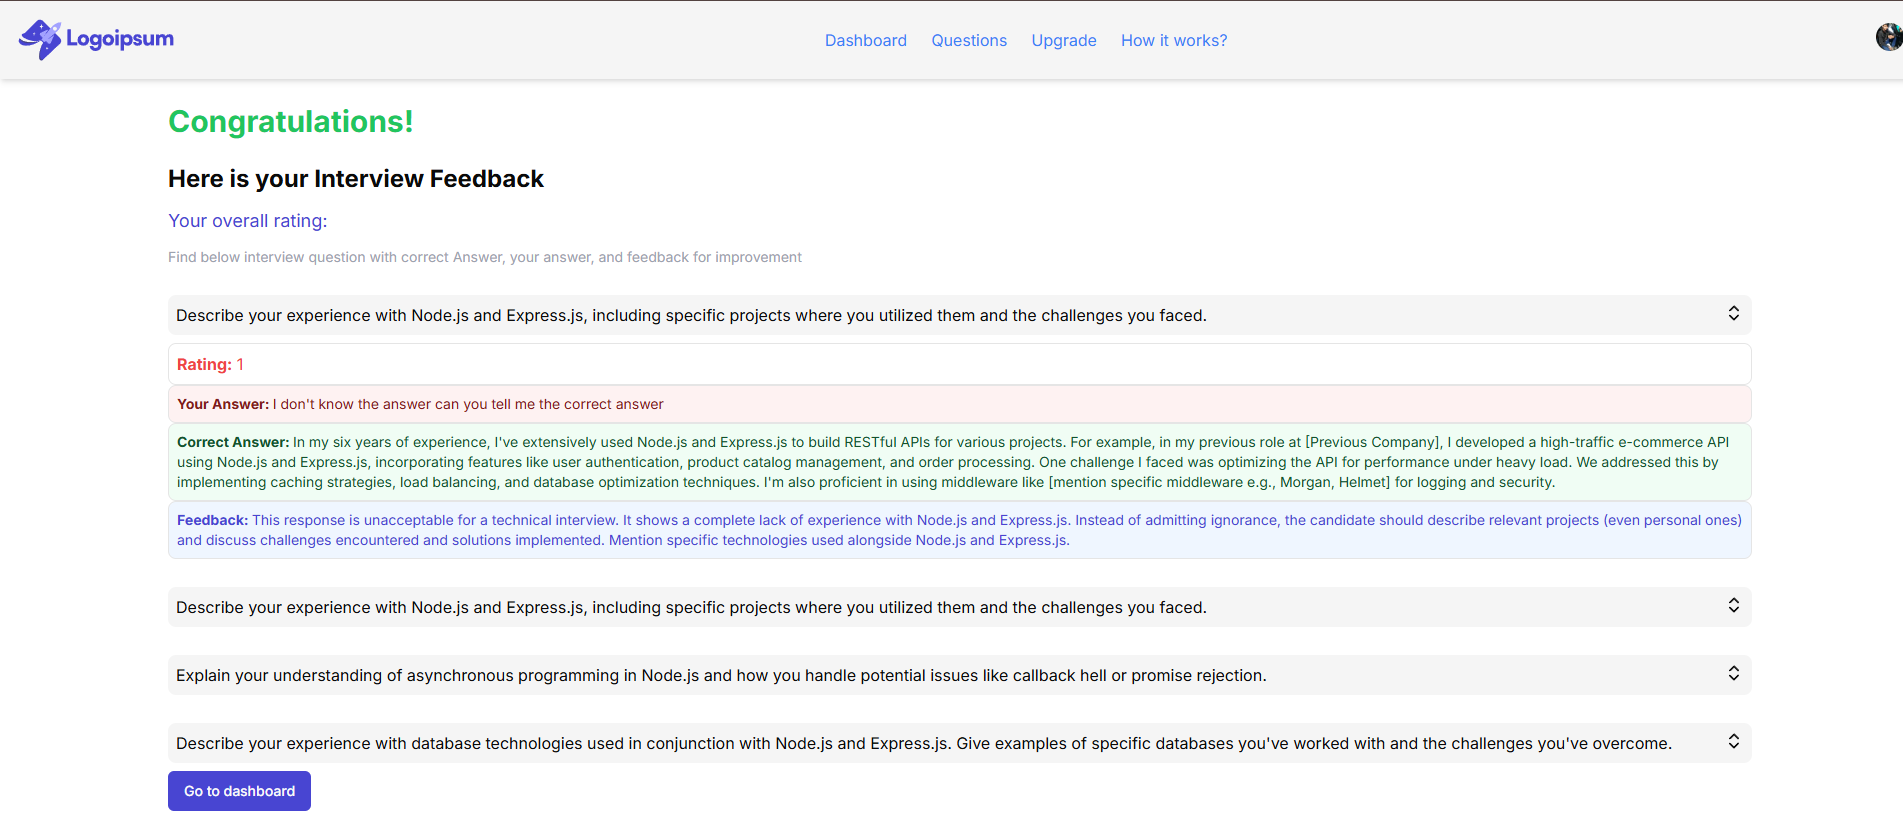 Logoipsum
Dashboard Questions Upgrade How it works?
Congratulations!
Here is your Interview Feedback
Your overall rating:
Find below interview question with correct Answer, your answer, and feedback for improvement
Describe your experience with Node.js and Express.js, including specific projects where you utilized them and the challenges you faced.
Rating: 1
Your Answer: I don't know the answer can you tell me the correct answer
Correct Answer: In my six years of experience, I've extensively used Node.js and Express.js to build RESTful APIs for various projects. For example, in my previous role at [Previous Company], I developed a high-traffic e-commerce API
using Node.js and Express.js, incorporating features like user authentication, product catalog management, and order processing. One challenge I faced was optimizing the API for performance under heavy load. We addressed this by
implementing caching strategies, load balancing, and database optimization techniques. I'm also proficient in using middleware like [mention specific middleware e.g., Morgan, Helmet] for logging and security.
Feedback: This response is unacceptable for a technical interview. It shows a complete lack of experience with Node.js and Express.js. Instead of admitting ignorance, the candidate should describe relevant projects (even personal ones)
and discuss challenges encountered and solutions implemented. Mention specific technologies used alongside Node.js and Express.js.
Describe your experience with Node.js and Express.js, including specific projects where you utilized them and the challenges you faced.
Explain your understanding of asynchronous programming in Node.js and how you handle potential issues like callback hell or promise rejection.
Describe your experience with database technologies used in conjunction with Node.js and Express.js. Give examples of specific databases you've worked with and the challenges you've overcome.
Go to dashboard